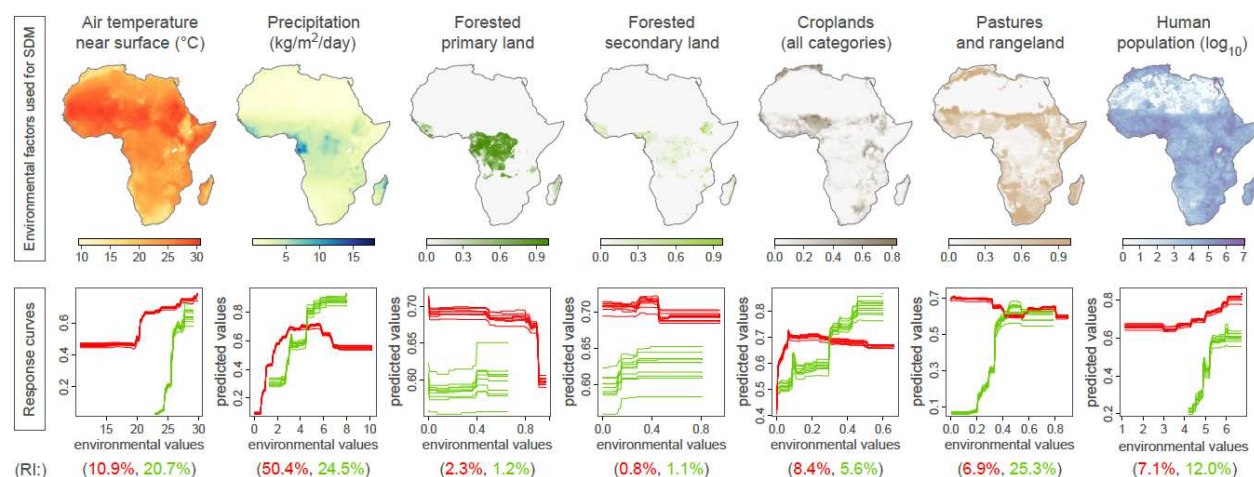 Environmental factors used for SDM
Air temperature
near surface (°C)
Precipitation
(kg/m²/day)
Forested
primary land
Forested
secondary land
Croplands
(all categories)
Pastures
and rangeland
Human
population (log₁₀)
10 15 20 25 30
5 10 15
0.0 0.3 0.6 0.9
0.0 0.3 0.6 0.9
0.0 0.2 0.4 0.6 0.8
0.0 0.3 0.6 0.9
0 1 2 3 4 5 6 7
Response curves
0.6
0.4
0.2
15 20 25 30
environmental values
predicted values
0.8
0.6
0.4
0.2
0 2 4 6 8 10
environmental values
predicted values
0.70
0.65
0.60
0.0 0.4 0.8
environmental values
predicted values
0.70
0.65
0.60
0.0 0.4 0.8
environmental values
predicted values
0.8
0.7
0.6
0.5
0.4
0.0 0.2 0.4 0.6
environmental values
predicted values
0.7
0.5
0.3
0.1
0.0 0.2 0.4 0.6 0.8
environmental values
predicted values
0.8
0.6
0.4
0.2
1 2 3 4 5 6
environmental values
(RI:) (10.9%, 20.7%) (50.4%, 24.5%) (2.3%, 1.2%) (0.8%, 1.1%) (8.4%, 5.6%) (6.9%, 25.3%) (7.1%, 12.0%)